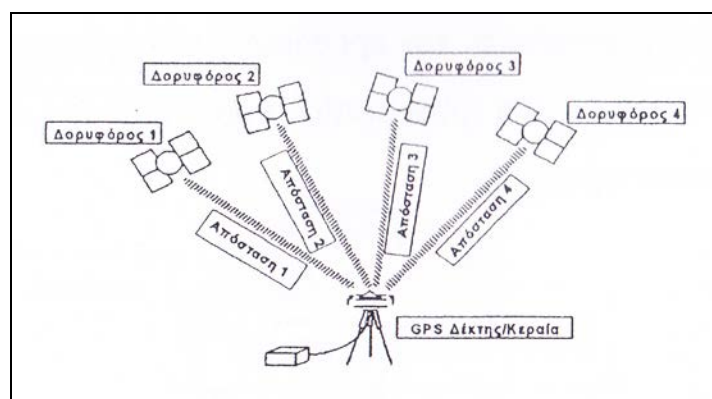 Δορυφόρος 1
Δορυφόρος 2
Δορυφόρος 3
Δορυφόρος 4
Απόσταση 1
Απόσταση 2
Απόσταση 3
Απόσταση 4
GPS Δέκτης/Κεραία